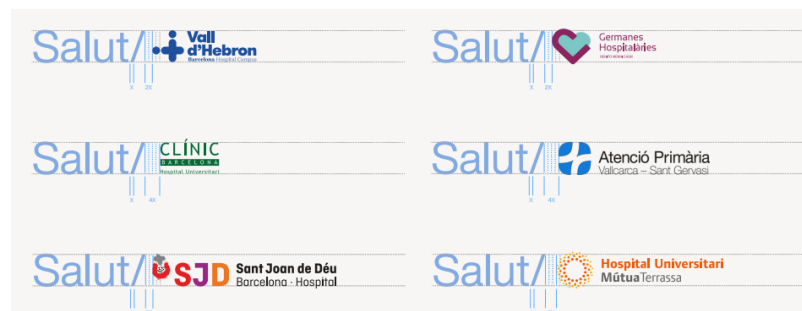 Salut/
Vall
d'Hebron
Barcelona Hospital Campus
X 2X
Salut/
Germanes
Hospitalàries
X 2X
Salut/
CLÍNIC
BARCELONA
Hospital Universitari
X 4X
Salut/
Atenció Primària
Vallcarca – Sant Gervasi
X 4X
Salut/
SJD
Sant Joan de Déu
Barcelona · Hospital
Salut/
Hospital Universitari
MútuaTerrassa